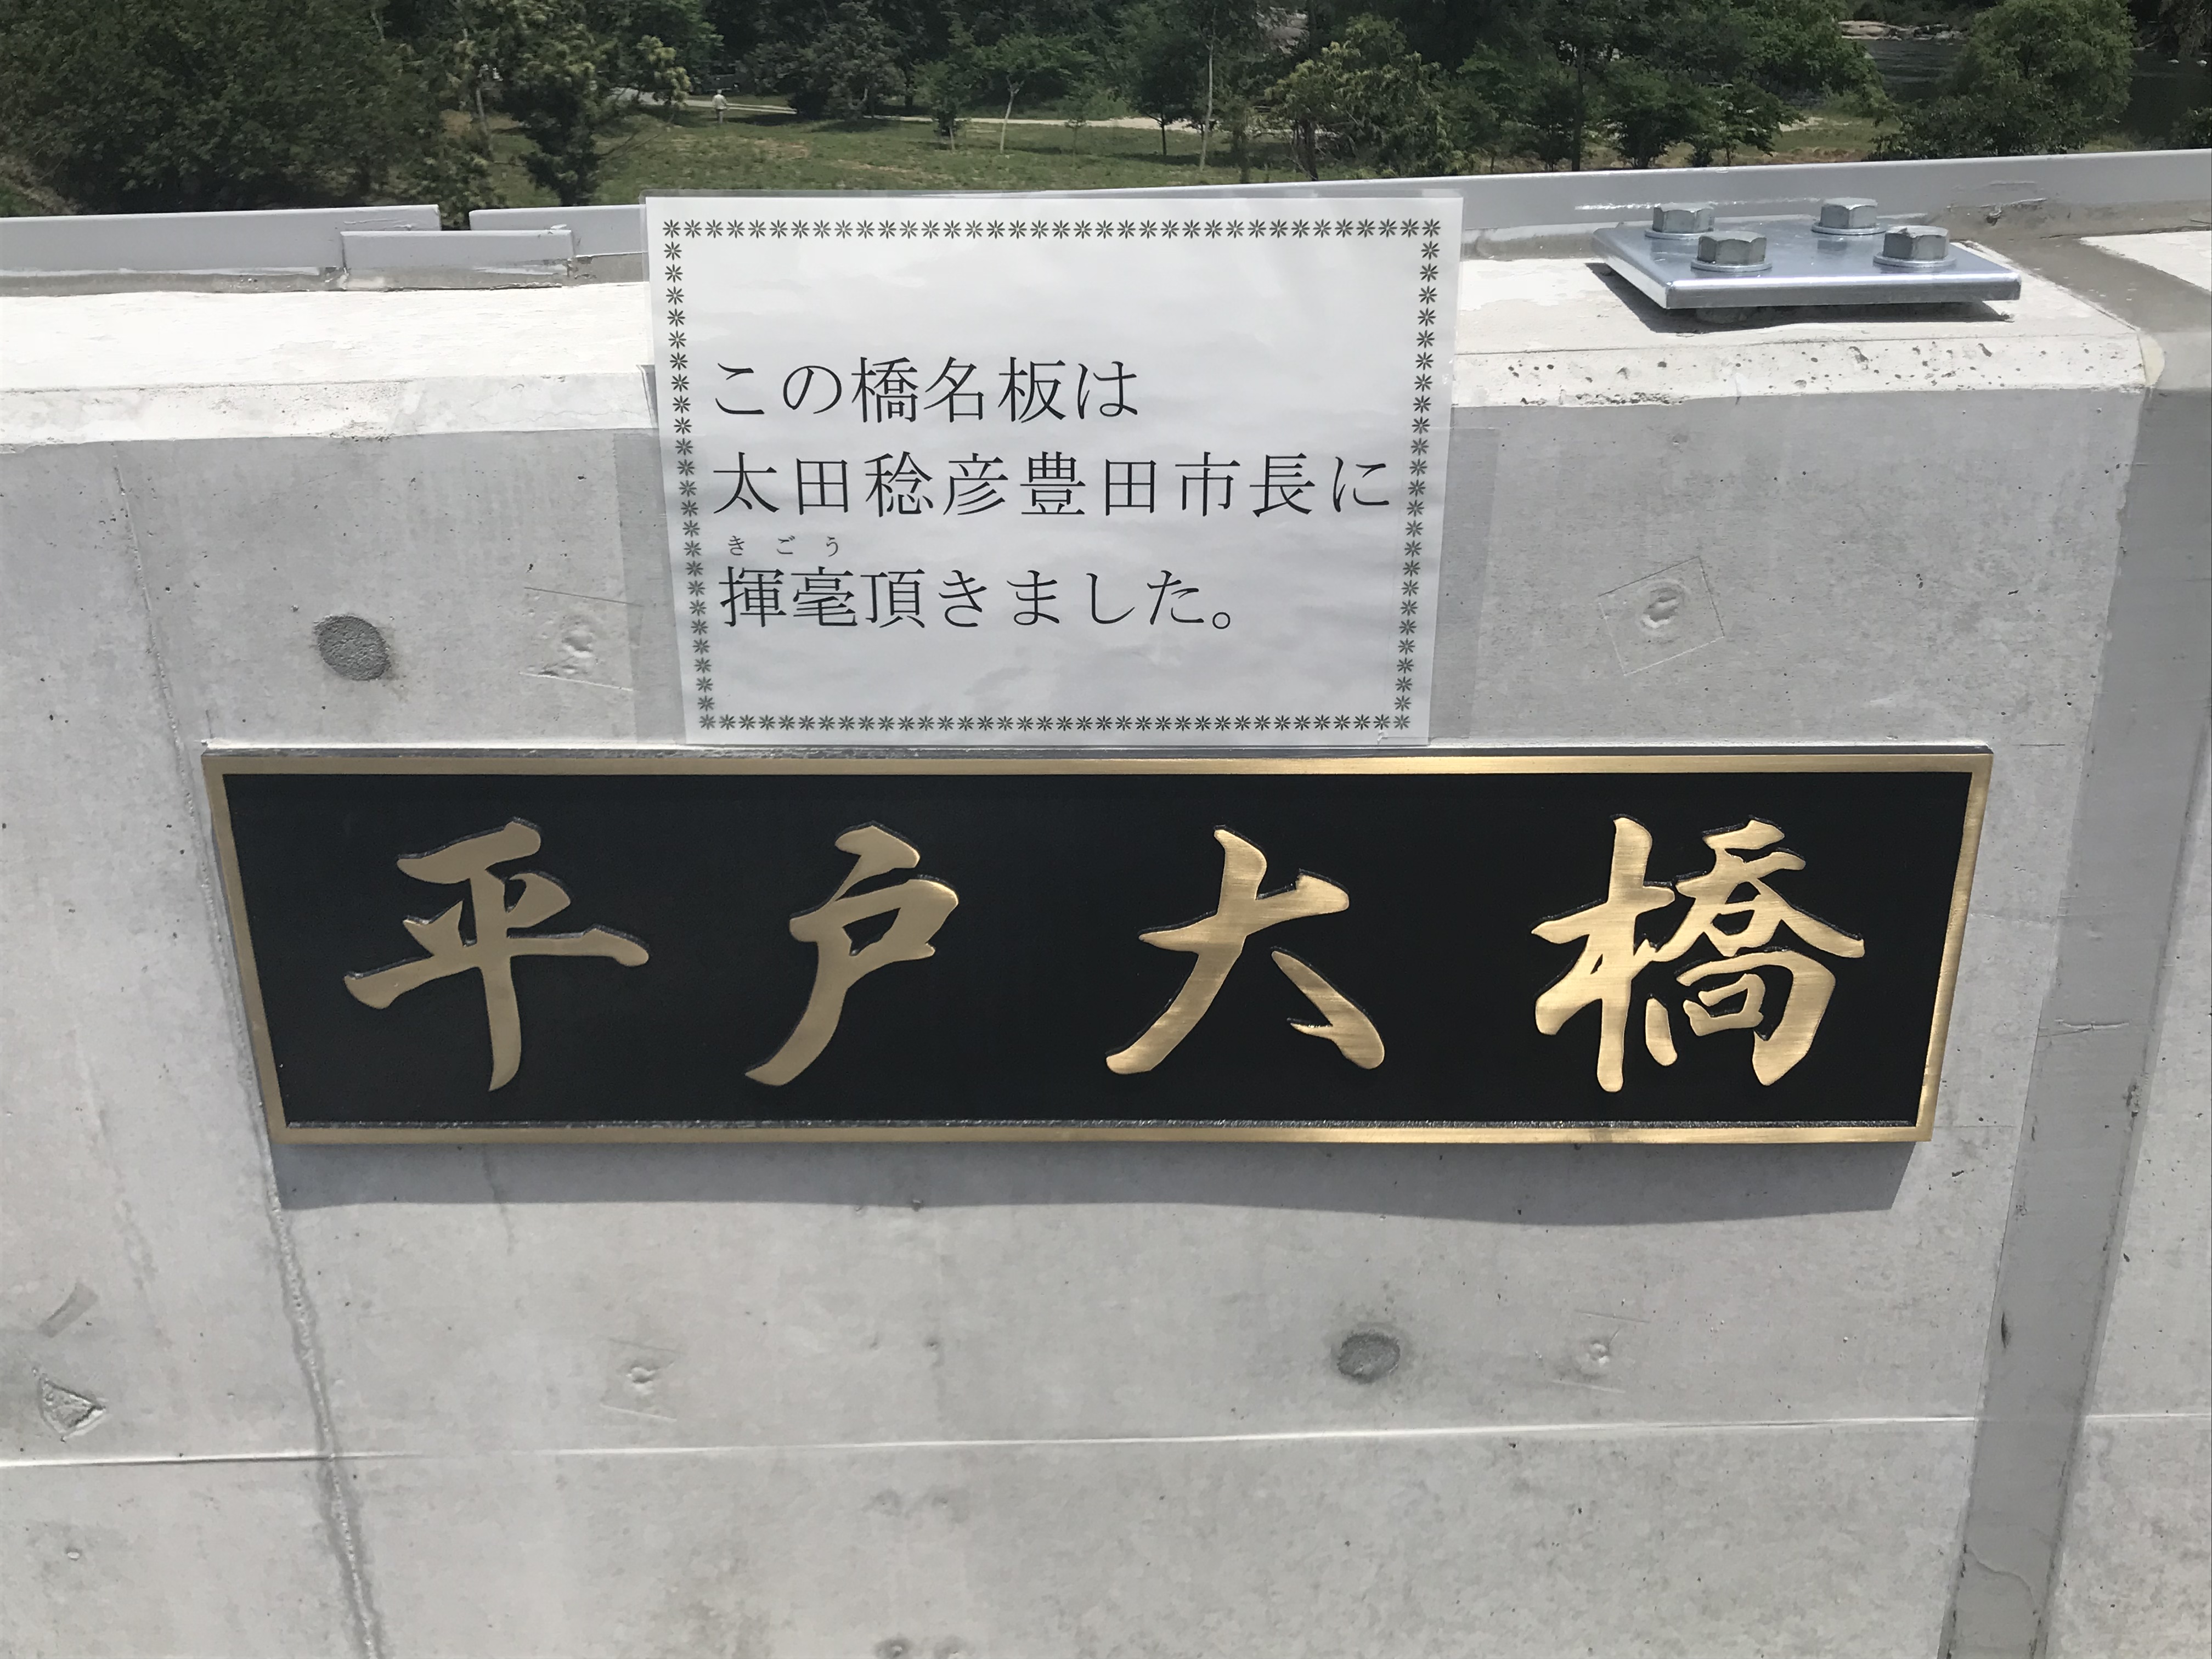 この橋名板は
太田稔彦豊田市長に
きごう
揮毫頂きました。
平戸大橋